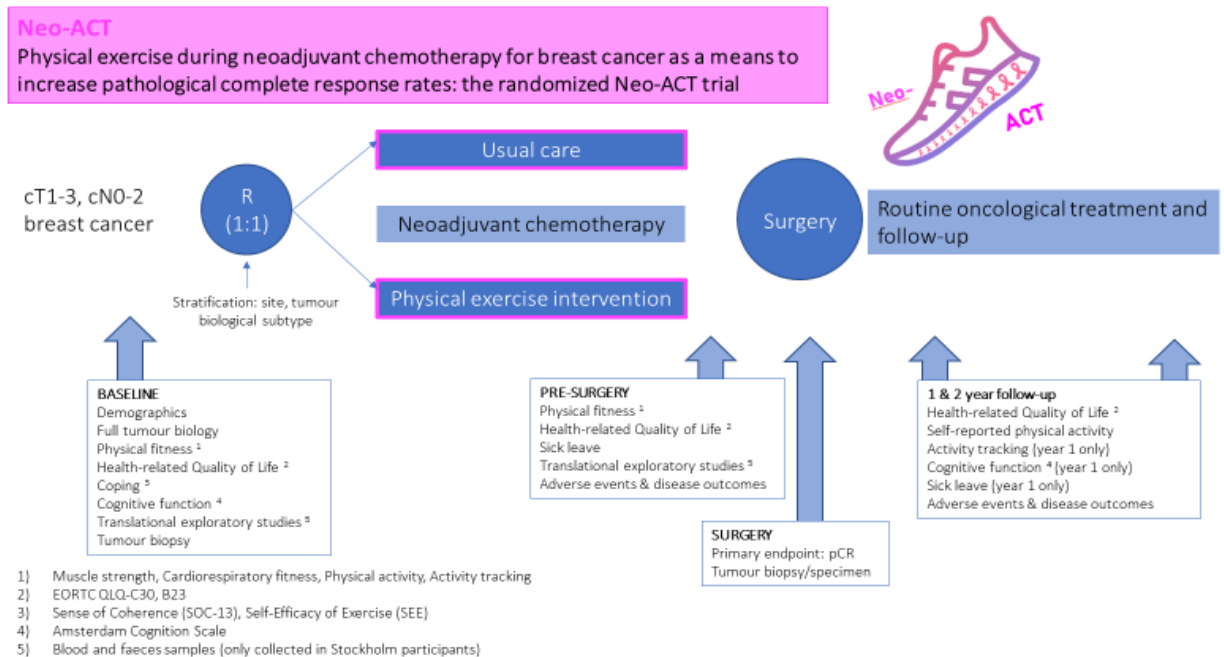 Neo-ACT
Physical exercise during neoadjuvant chemotherapy for breast cancer as a means to
increase pathological complete response rates: the randomized Neo-ACT trial
Neo-
ACT
cT1-3, cN0-2
breast cancer
R
(1:1)
Stratification: site, tumour
biological subtype
Usual care
Neoadjuvant chemotherapy
Physical exercise intervention
Surgery
Routine oncological treatment and
follow-up
BASELINE
Demographics
Full tumour biology
Physical fitness ¹
Health-related Quality of Life ²
Coping ³
Cognitive function ⁴
Translational exploratory studies ⁵
Tumour biopsy
PRE-SURGERY
Physical fitness ¹
Health-related Quality of Life ²
Sick leave
Translational exploratory studies ⁵
Adverse events & disease outcomes
SURGERY
Primary endpoint: pCR
Tumour biopsy/specimen
1 & 2 year follow-up
Health-related Quality of Life ²
Self-reported physical activity
Activity tracking (year 1 only)
Cognitive function ⁴ (year 1 only)
Sick leave (year 1 only)
Adverse events & disease outcomes
1) Muscle strength, Cardiorespiratory fitness, Physical activity, Activity tracking
2) EORTC QLQ-C30, B23
3) Sense of Coherence (SOC-13), Self-Efficacy of Exercise (SEE)
4) Amsterdam Cognition Scale
5) Blood and faeces samples (only collected in Stockholm participants)